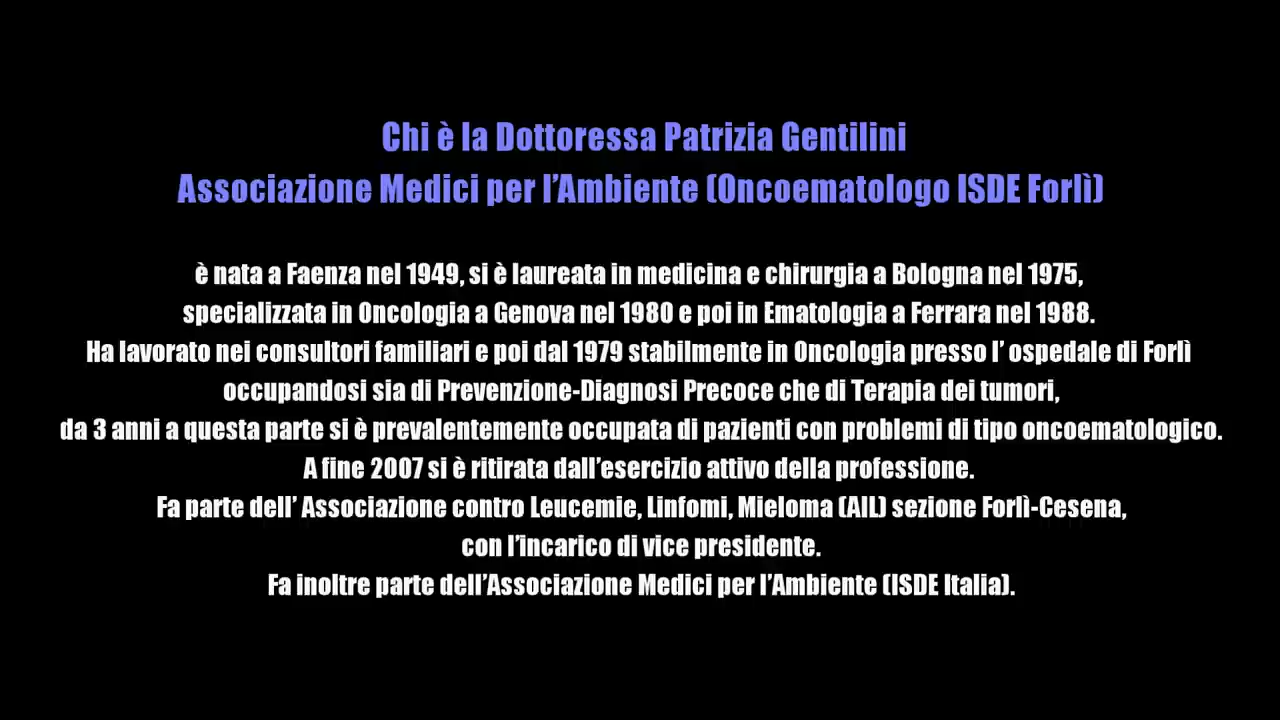 Chi è la Dottoressa Patrizia Gentilini
Associazione Medici per l'Ambiente (Oncoematologo ISDE Forlì)
è nata a Faenza nel 1949, si è laureata in medicina e chirurgia a Bologna nel 1975,
specializzata in Oncologia a Genova nel 1980 e poi in Ematologia a Ferrara nel 1988.
Ha lavorato nei consultori familiari e poi dal 1979 stabilmente in Oncologia presso l' ospedale di Forlì
occupandosi sia di Prevenzione-Diagnosi Precoce che di Terapia dei tumori,
da 3 anni a questa parte si è prevalentemente occupata di pazienti con problemi di tipo oncoematologico.
A fine 2007 si è ritirata dall'esercizio attivo della professione.
Fa parte dell' Associazione contro Leucemie, Linfomi, Mieloma (AIL) sezione Forlì-Cesena,
con l'incarico di vice presidente.
Fa inoltre parte dell'Associazione Medici per l'Ambiente (ISDE Italia).